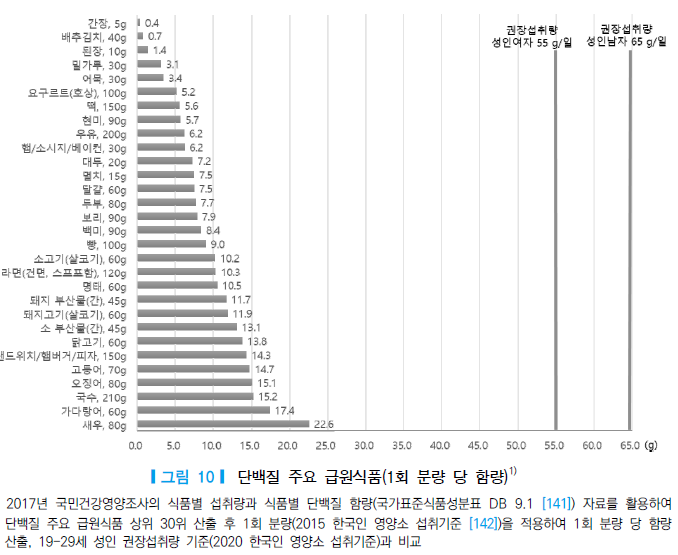 권장섭취량
성인여자 55 g/일
권장섭취량
성인남자 65 g/일
간장, 5g 0.4
배추김치, 40g 0.7
된장, 10g 1.4
밀가루, 30g 3.1
어묵, 30g 3.4
요구르트(호상), 100g 5.2
떡, 150g 5.6
현미, 90g 5.7
우유, 200g 6.2
햄/소시지/베이컨, 30g 6.2
대두, 20g 7.2
멸치, 15g 7.5
달걀, 60g 7.5
두부, 80g 7.7
보리, 90g 7.9
백미, 90g 8.4
빵, 100g 9.0
소고기(살코기), 60g 10.2
라면(건면, 스프포함), 120g 10.3
명태, 60g 10.5
돼지 부산물(간), 45g 11.7
돼지고기(살코기), 60g 11.9
소 부산물(간), 45g 13.1
닭고기, 60g 13.8
샌드위치/햄버거/피자, 150g 14.3
고등어, 70g 14.7
오징어, 80g 15.1
국수, 210g 15.2
가다랑어, 60g 17.4
새우, 80g 22.6
0.0 5.0 10.0 15.0 20.0 25.0 30.0 35.0 40.0 45.0 50.0 55.0 60.0 65.0 (g)
그림 10 단백질 주요 급원식품(1회 분량 당 함량)1)
2017년 국민건강영양조사의 식품별 섭취량과 식품별 단백질 함량(국가표준식품성분표 DB 9.1 [141]) 자료를 활용하여
단백질 주요 급원식품 상위 30위 산출 후 1회 분량(2015 한국인 영양소 섭취기준 [142])을 적용하여 1회 분량 당 함량
산출, 19-29세 성인 권장섭취량 기준(2020 한국인 영양소 섭취기준)과 비교